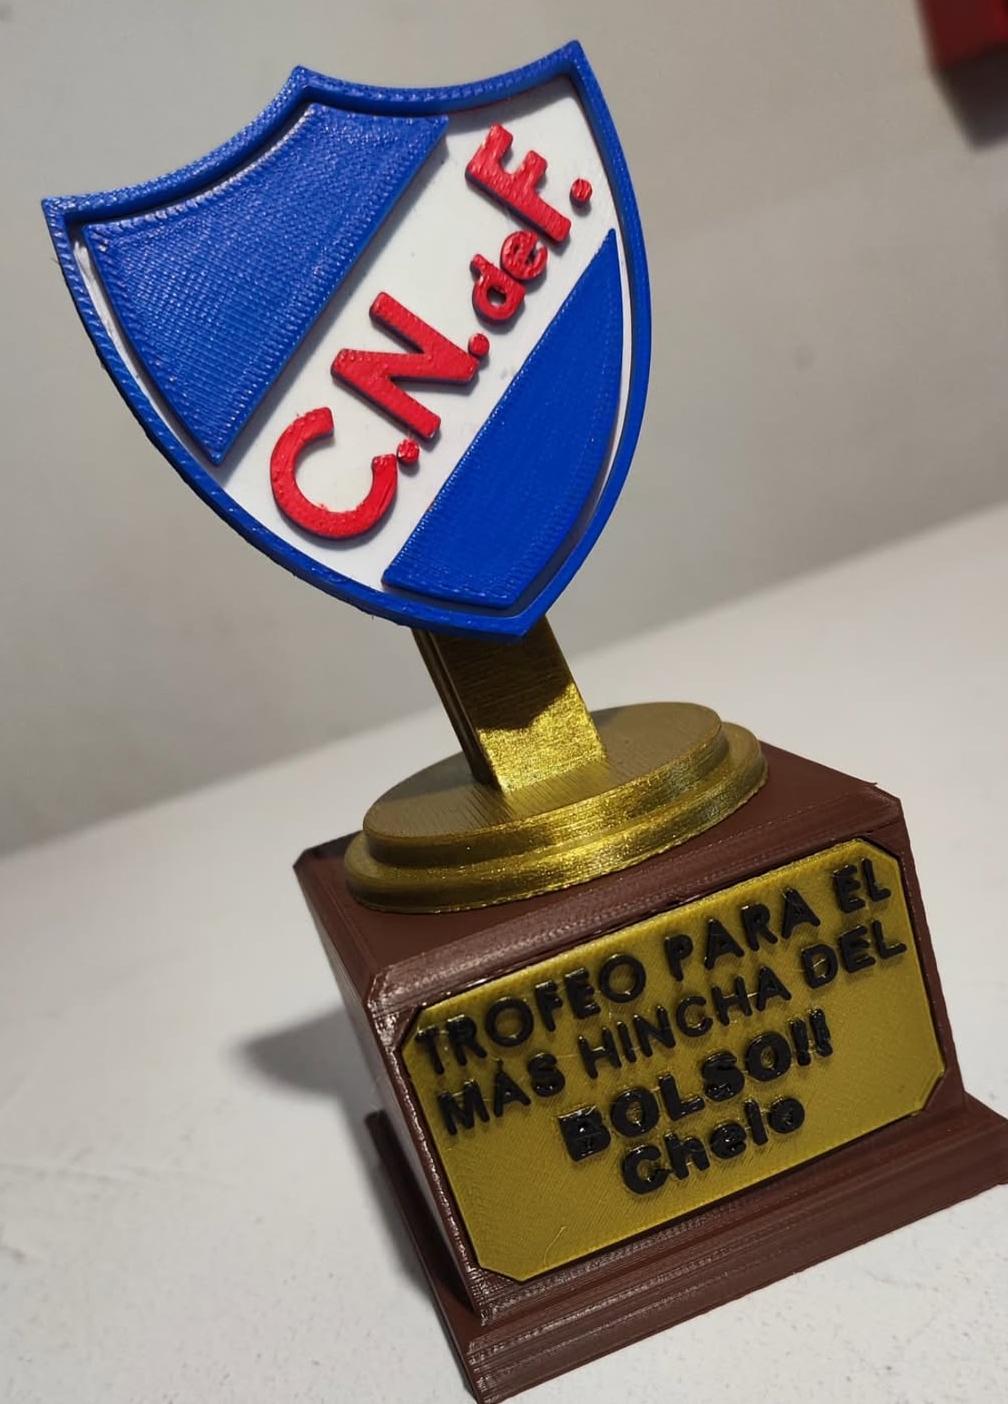 C.N.deF.
TROFEO PARA EL
MÁS HINCHA DEL
BOLSO!!
Chelo